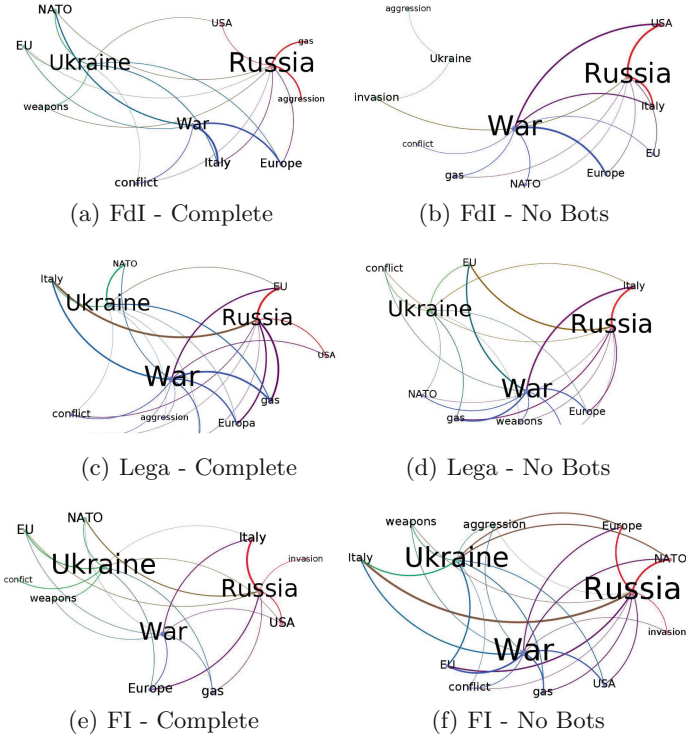 NATO
USA
EU
Ukraine
gas
Russia
weapons
aggression
War
Italy
Europe
conflict
(a) FdI - Complete
aggression
USA
Ukraine
Russia
invasion
Italy
War
conflict
EU
gas
NATO
Europe
(b) FdI - No Bots
NATO
Italy
EU
Ukraine
Russia
USA
War
gas
conflict
aggression
Europa
(c) Lega - Complete
EU
conflict
Italy
Ukraine
Russia
War
NATO
gas
weapons
Europe
(d) Lega - No Bots
NATO
EU
Italy
Ukraine
invasion
confict
Russia
weapons
USA
War
Europe
gas
(e) FI - Complete
weapons
aggression
Europe
Italy
Ukraine
NATO
Russia
invasion
War
EU
conflict
gas
USA
(f) FI - No Bots